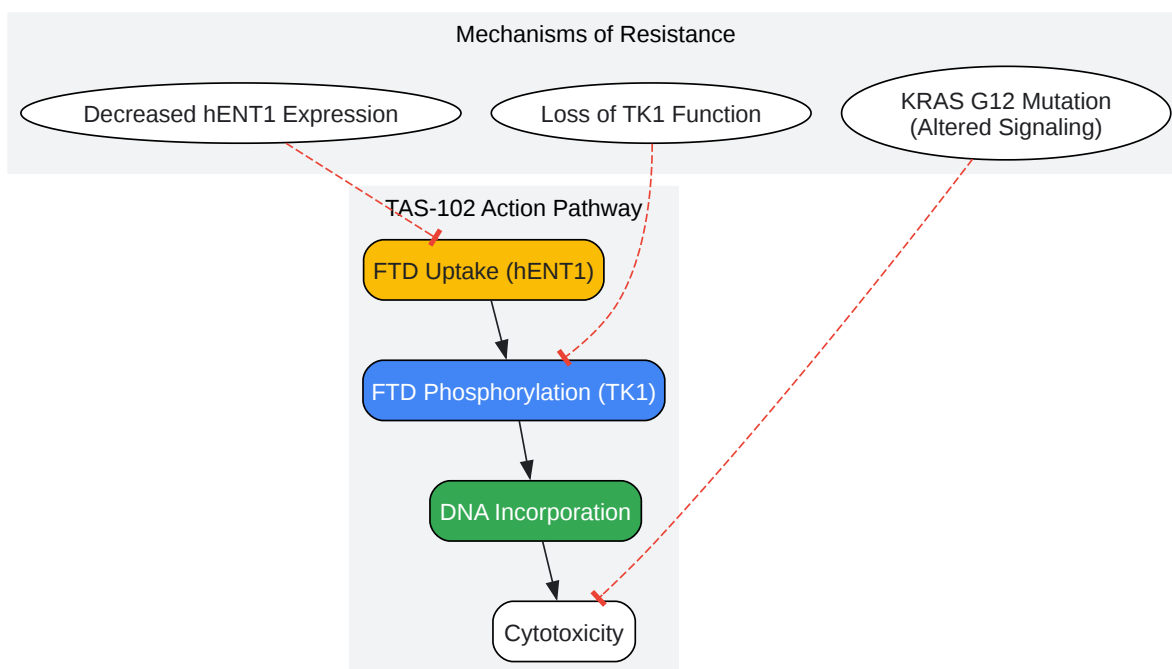 Mechanisms of Resistance
Decreased hENT1 Expression
Loss of TK1 Function
KRAS G12 Mutation
(Altered Signaling)
TAS-102 Action Pathway
FTD Uptake (hENT1)
FTD Phosphorylation (TK1)
DNA Incorporation
Cytotoxicity